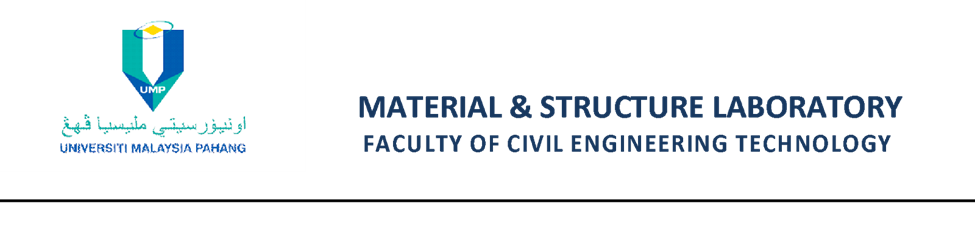 UMP
اونيۏرسيتي مليسيا ڤهڠ
UNIVERSITI MALAYSIA PAHANG
MATERIAL & STRUCTURE LABORATORY
FACULTY OF CIVIL ENGINEERING TECHNOLOGY